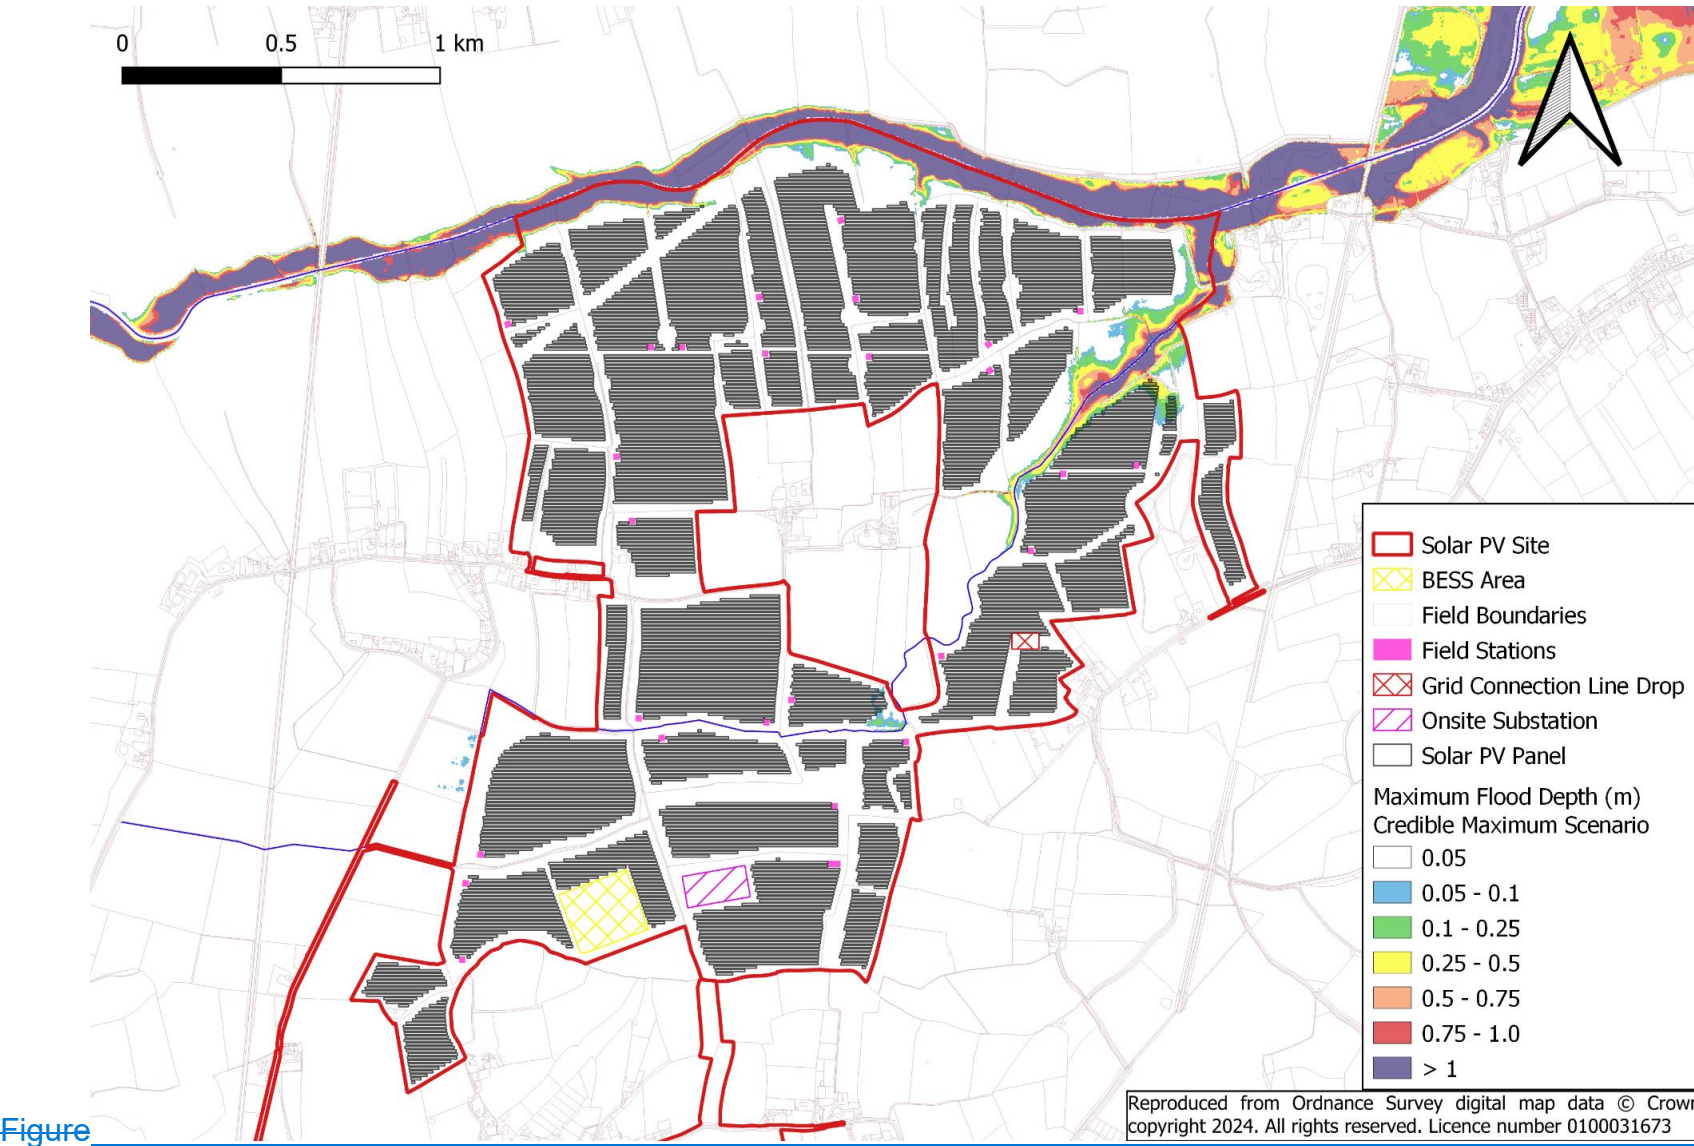 0 0.5 1 km
Solar PV Site
BESS Area
Field Boundaries
Field Stations
Grid Connection Line Drop
Onsite Substation
Solar PV Panel
Maximum Flood Depth (m)
Credible Maximum Scenario
0.05
0.05 - 0.1
0.1 - 0.25
0.25 - 0.5
0.5 - 0.75
0.75 - 1.0
> 1
Reproduced from Ordnance Survey digital map data © Crown
copyright 2024. All rights reserved. Licence number 0100031673
Figure